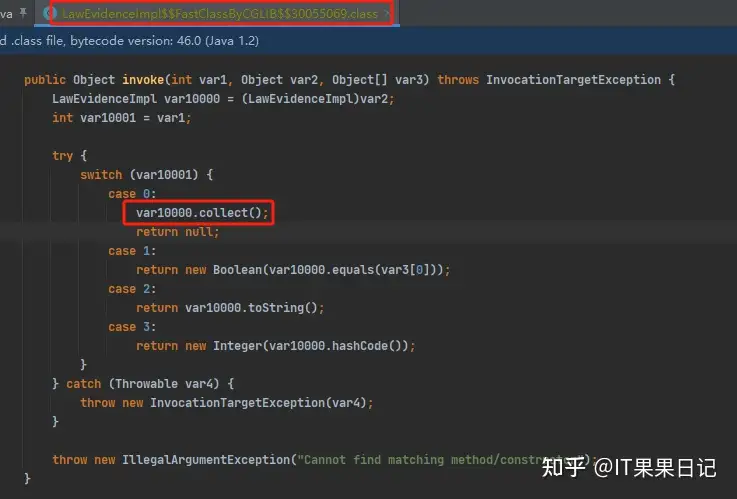 va LawEvidenceImpl$$FastClassByCGLIB$$30055069.class ×
d .class file, bytecode version: 46.0 (Java 1.2)
public Object invoke(int var1, Object var2, Object[] var3) throws InvocationTargetException {
LawEvidenceImpl var10000 = (LawEvidenceImpl)var2;
int var10001 = var1;
try {
switch (var10001) {
case 0:
var10000.collect();
return null;
case 1:
return new Boolean(var10000.equals(var3[0]));
case 2:
return var10000.toString();
case 3:
return new Integer(var10000.hashCode());
}
} catch (Throwable var4) {
throw new InvocationTargetException(var4);
}
throw new IllegalArgumentException("Cannot find matching method/constructor");
}
知乎 @IT果果日记